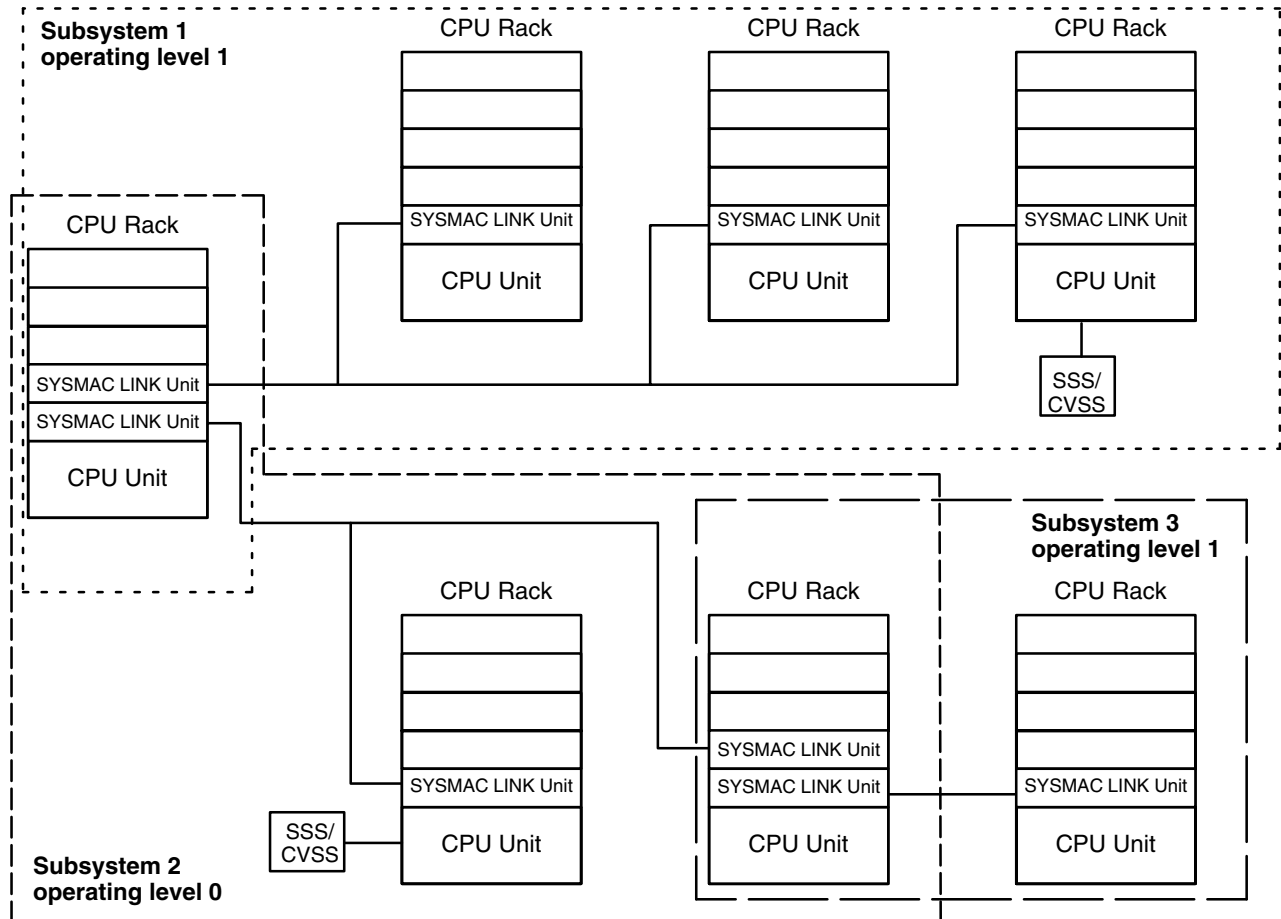 Subsystem 1
operating level 1
CPU Rack
CPU Rack
CPU Rack
SYSMAC LINK Unit
SYSMAC LINK Unit
SYSMAC LINK Unit
CPU Unit
CPU Unit
CPU Unit
SSS/
CVSS
CPU Rack
SYSMAC LINK Unit
SYSMAC LINK Unit
CPU Unit
Subsystem 3
operating level 1
CPU Rack
CPU Rack
CPU Rack
SYSMAC LINK Unit
SYSMAC LINK Unit
SYSMAC LINK Unit
SYSMAC LINK Unit
SSS/
CVSS
CPU Unit
CPU Unit
CPU Unit
Subsystem 2
operating level 0